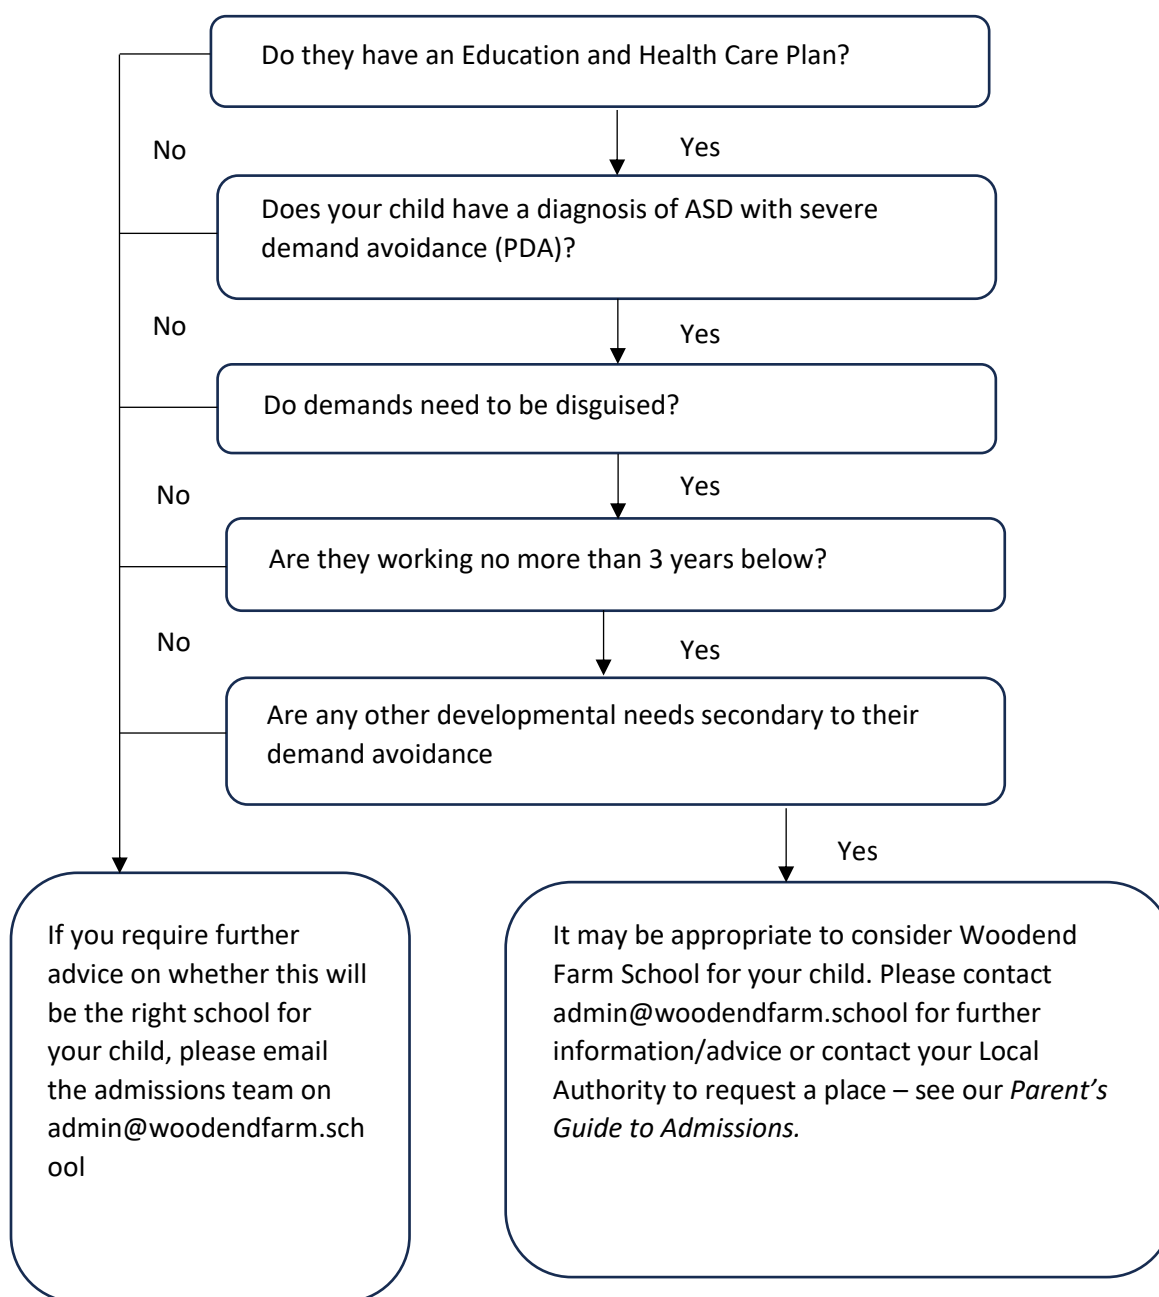 Do they have an Education and Health Care Plan?
No
Yes
Does your child have a diagnosis of ASD with severe
demand avoidance (PDA)?
No
Yes
Do demands need to be disguised?
No
Yes
Are they working no more than 3 years below?
No
Yes
Are any other developmental needs secondary to their
demand avoidance
Yes
If you require further
advice on whether this will
be the right school for
your child, please email
the admissions team on
admin@woodendfarm.sch
ool
It may be appropriate to consider Woodend
Farm School for your child. Please contact
admin@woodendfarm.school for further
information/advice or contact your Local
Authority to request a place – see our Parent’s
Guide to Admissions.